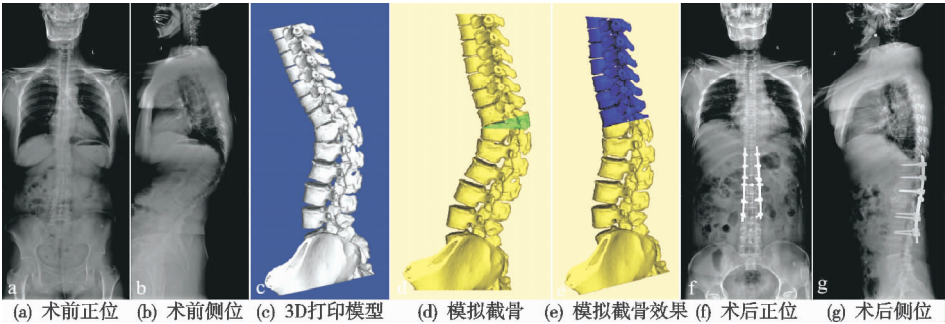 a b c d e f g
(a) 术前正位 (b) 术前侧位 (c) 3D打印模型 (d) 模拟截骨 (e) 模拟截骨效果 (f) 术后正位 (g) 术后侧位